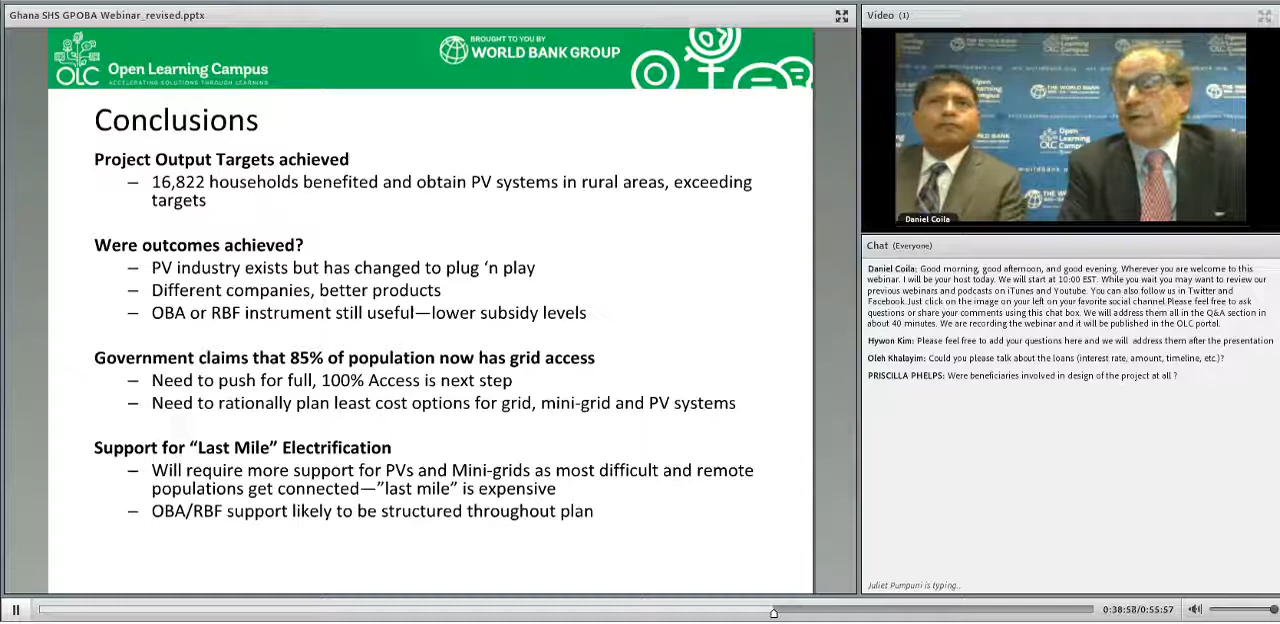 Ghana SHS GPOBA Webinar_revised.pptx
OLC
Open Learning Campus
ACCELERATING SOLUTIONS THROUGH LEARNING
BROUGHT TO YOU BY
WORLD BANK GROUP
Conclusions
Project Output Targets achieved
– 16,822 households benefited and obtain PV systems in rural areas, exceeding
targets
Were outcomes achieved?
– PV industry exists but has changed to plug ‘n play
– Different companies, better products
– OBA or RBF instrument still useful—lower subsidy levels
Government claims that 85% of population now has grid access
– Need to push for full, 100% Access is next step
– Need to rationally plan least cost options for grid, mini-grid and PV systems
Support for “Last Mile” Electrification
– Will require more support for PVs and Mini-grids as most difficult and remote
populations get connected—”last mile” is expensive
– OBA/RBF support likely to be structured throughout plan
Video (1)
THE WORLD BANK
Open
Learning
Campus
Daniel Coila
Chat (Everyone)
Daniel Coila: Good morning, good afternoon, and good evening. Wherever you are welcome to this
webinar. I will be your host today. We will start at 10:00 EST. While you wait you may want to review our
previous webinars and podcasts on iTunes and Youtube. You can also follow us in Twitter and
Facebook.Just click on the image on your left on your favorite social channel.Please feel free to ask
questions or share your comments using this chat box. We will address them all in the Q&A section in
about 40 minutes. We are recording the webinar and it will be published in the OLC portal.
Hywon Kim: Please feel free to add your questions here and we will address them after the presentation
Oleh Khalayim: Could you please talk about the loans (interest rate, amount, timeline, etc.)?
PRISCILLA PHELPS: Were beneficiaries involved in design of the project at all ?
Juliet Pumpuni is typing..
0:38:58/0:55:57